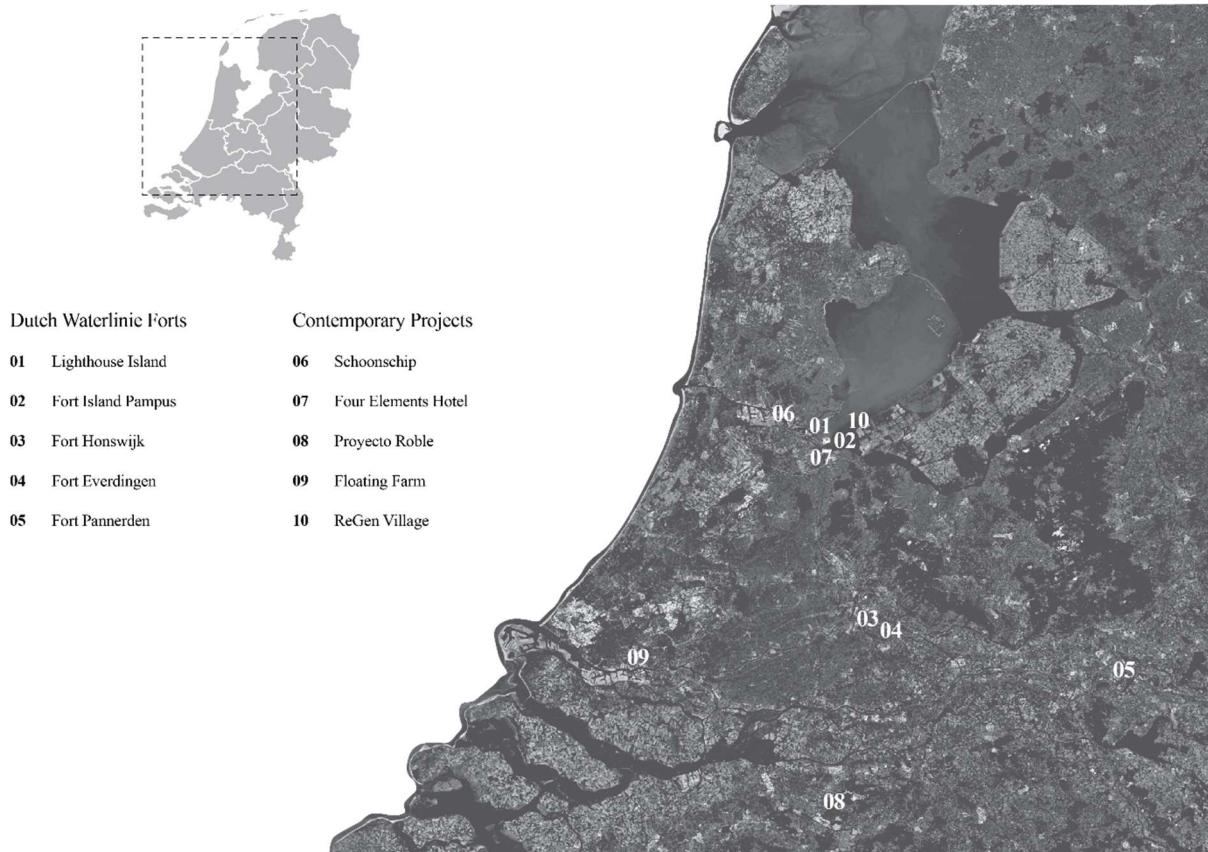 Dutch Waterlinie Forts
01 Lighthouse Island
02 Fort Island Pampus
03 Fort Honswijk
04 Fort Everdingen
05 Fort Pannerden
Contemporary Projects
06 Schoonschip
07 Four Elements Hotel
08 Proyecto Roble
09 Floating Farm
10 ReGen Village
06
01
10
02
07
03
04
09
05
08